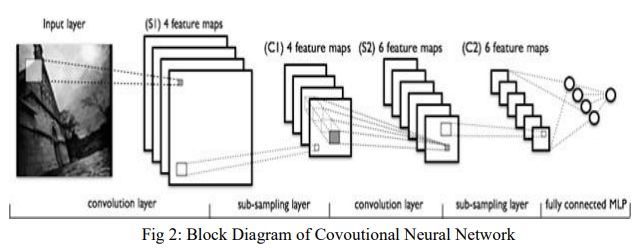 Input layer
(S1) 4 feature maps
(C1) 4 feature maps
(S2) 6 feature maps
(C2) 6 feature maps
convolution layer
sub-sampling layer
convolution layer
sub-sampling layer
fully connected MLP
Fig 2: Block Diagram of Covoutional Neural Network